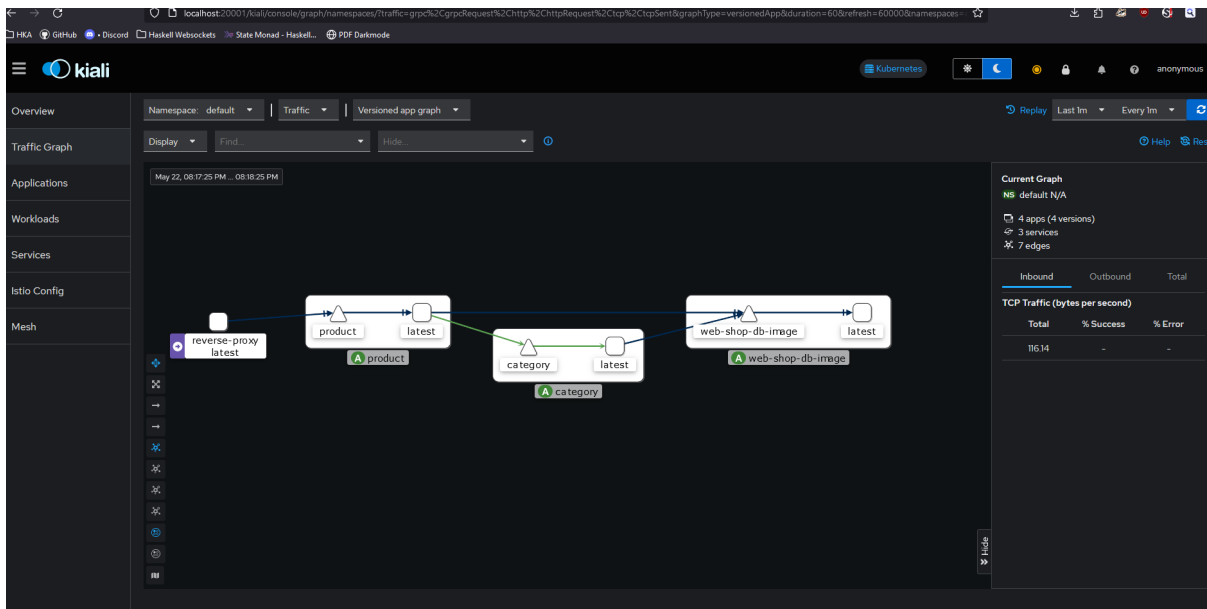 localhost:20001/kiali/console/graph/namespaces/?traffic=grpc%2CgrpcRequest%2Chttp%2ChttpRequest%2Ctcp%2CtcpSent&graphType=versionedApp&duration=60&refresh=60000&namespaces=
HKA GitHub • Discord Haskell Websockets State Monad - Haskell... PDF Darkmode
kiali Kubernetes anonymous
Overview
Traffic Graph
Applications
Workloads
Services
Istio Config
Mesh
Namespace: default Traffic Versioned app graph Replay Last 1m Every 1m
Display Find... Hide... Help Res
May 22, 08:17:25 PM ... 08:18:25 PM
reverse-proxy
latest
product latest
A product
category latest
A category
web-shop-db-image latest
A web-shop-db-image
Hide
Current Graph
NS default N/A
4 apps (4 versions)
3 services
7 edges
Inbound Outbound Total
TCP Traffic (bytes per second)
Total % Success % Error
116.14 - -